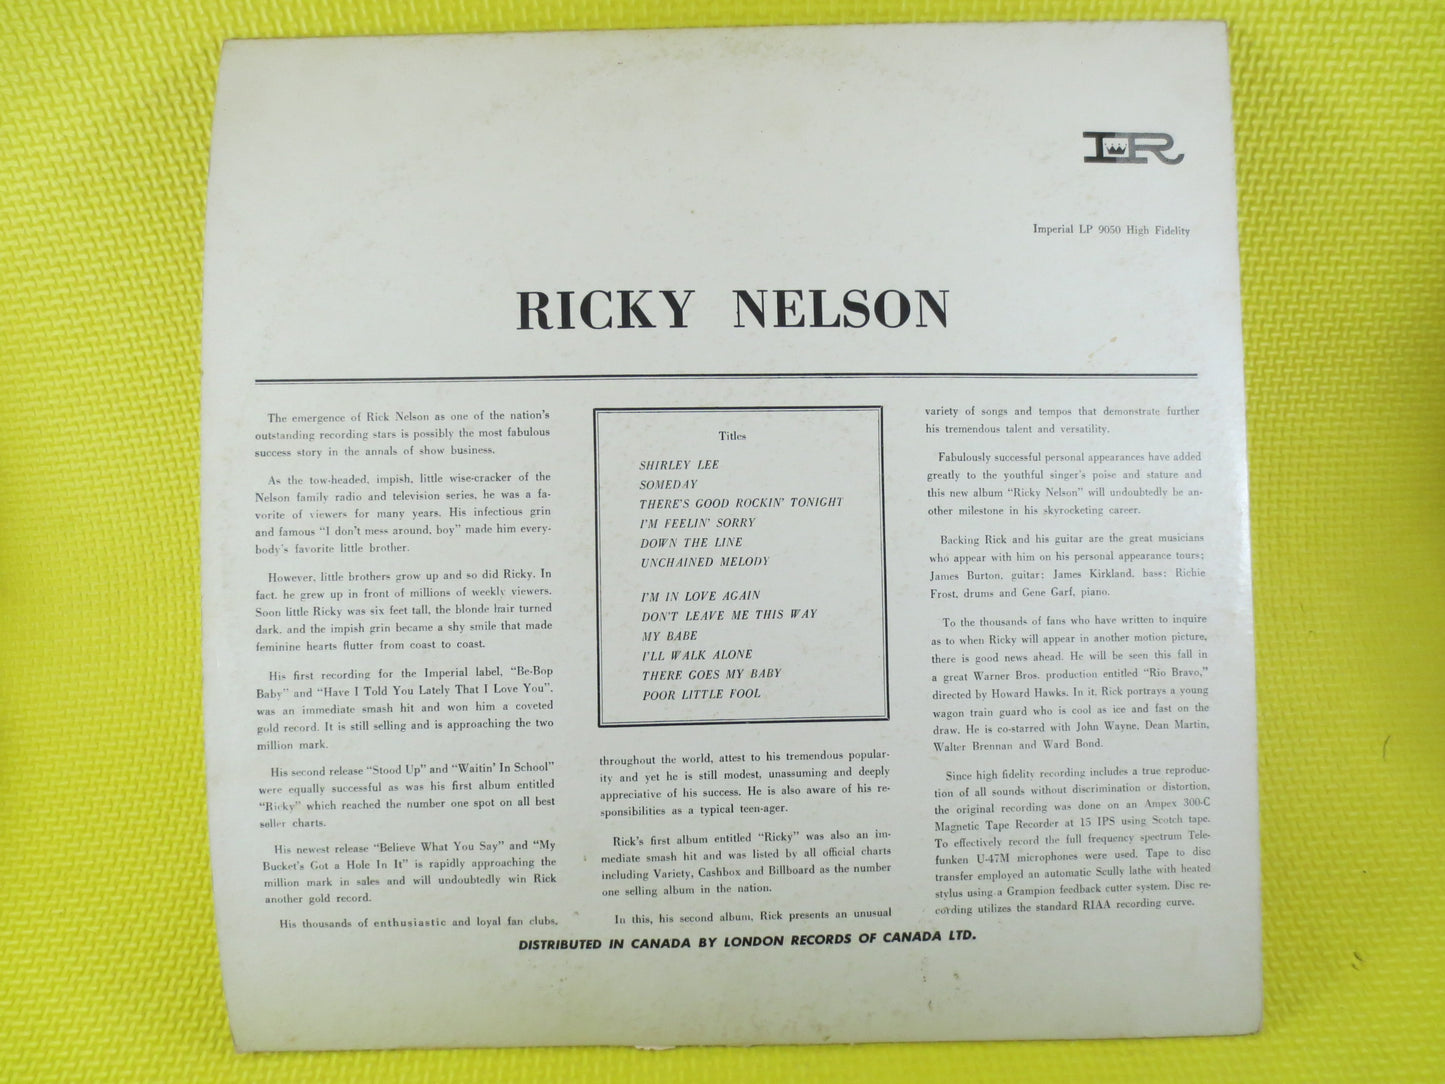 IR
Imperial LP 9050 High Fidelity
RICKY NELSON
The emergence of Rick Nelson as one of the nation's
outstanding recording stars is possibly the most fabulous
success story in the annals of show business.
As the tow-headed, impish, little wise-cracker of the
Nelson family radio and television series, he was a fa-
vorite of viewers for many years. His infectious grin
and famous "I don't mess around, boy" made him every-
body's favorite little brother.
However, little brothers grow up and so did Ricky. In
fact, he grew up in front of millions of weekly viewers.
Soon little Ricky was six feet tall, the blonde hair turned
dark, and the impish grin became a shy smile that made
feminine hearts flutter from coast to coast.
His first recording for the Imperial label, "Be-Bop
Baby" and "Have I Told You Lately That I Love You",
was an immediate smash hit and won him a coveted
gold record. It is still selling and is approaching the two
million mark.
His second release "Stood Up" and "Waitin' In School"
were equally successful as was his first album entitled
"Ricky" which reached the number one spot on all best
seller charts.
His newest release "Believe What You Say" and "My
Bucket's Got a Hole In It" is rapidly approaching the
million mark in sales and will undoubtedly win Rick
another gold record.
His thousands of enthusiastic and loyal fan clubs,
Titles
SHIRLEY LEE
SOMEDAY
THERE'S GOOD ROCKIN' TONIGHT
I'M FEELIN' SORRY
DOWN THE LINE
UNCHAINED MELODY
I'M IN LOVE AGAIN
DON'T LEAVE ME THIS WAY
MY BABE
I'LL WALK ALONE
THERE GOES MY BABY
POOR LITTLE FOOL
throughout the world, attest to his tremendous popular-
ity and yet he is still modest, unassuming and deeply
appreciative of his success. He is also aware of his re-
sponsibilities as a typical teen-ager.
Rick's first album entitled "Ricky" was also an im-
mediate smash hit and was listed by all official charts
including Variety, Cashbox and Billboard as the number
one selling album in the nation.
In this, his second album, Rick presents an unusual
variety of songs and tempos that demonstrate further
his tremendous talent and versatility.
Fabulously successful personal appearances have added
greatly to the youthful singer's poise and stature and
this new album "Ricky Nelson" will undoubtedly be an-
other milestone in his skyrocketing career.
Backing Rick and his guitar are the great musicians
who appear with him on his personal appearance tours;
James Burton, guitar; James Kirkland, bass; Richie
Frost, drums and Gene Garf, piano.
To the thousands of fans who have written to inquire
as to when Ricky will appear in another motion picture,
there is good news ahead. He will be seen this fall in
a great Warner Bros. production entitled "Rio Bravo,"
directed by Howard Hawks. In it, Rick portrays a young
wagon train guard who is cool as ice and fast on the
draw. He is co-starred with John Wayne, Dean Martin,
Walter Brennan and Ward Bond.
Since high fidelity recording includes a true reproduc-
tion of all sounds without discrimination or distortion,
the original recording was done on an Ampex 300-C
Magnetic Tape Recorder at 15 IPS using Scotch tape.
To effectively record the full frequency spectrum Tele-
funken U-47M microphones were used. Tape to disc
transfer employed an automatic Scully lathe with heated
stylus using a Grampion feedback cutter system. Disc re-
cording utilizes the standard RIAA recording curve.
DISTRIBUTED IN CANADA BY LONDON RECORDS OF CANADA LTD.